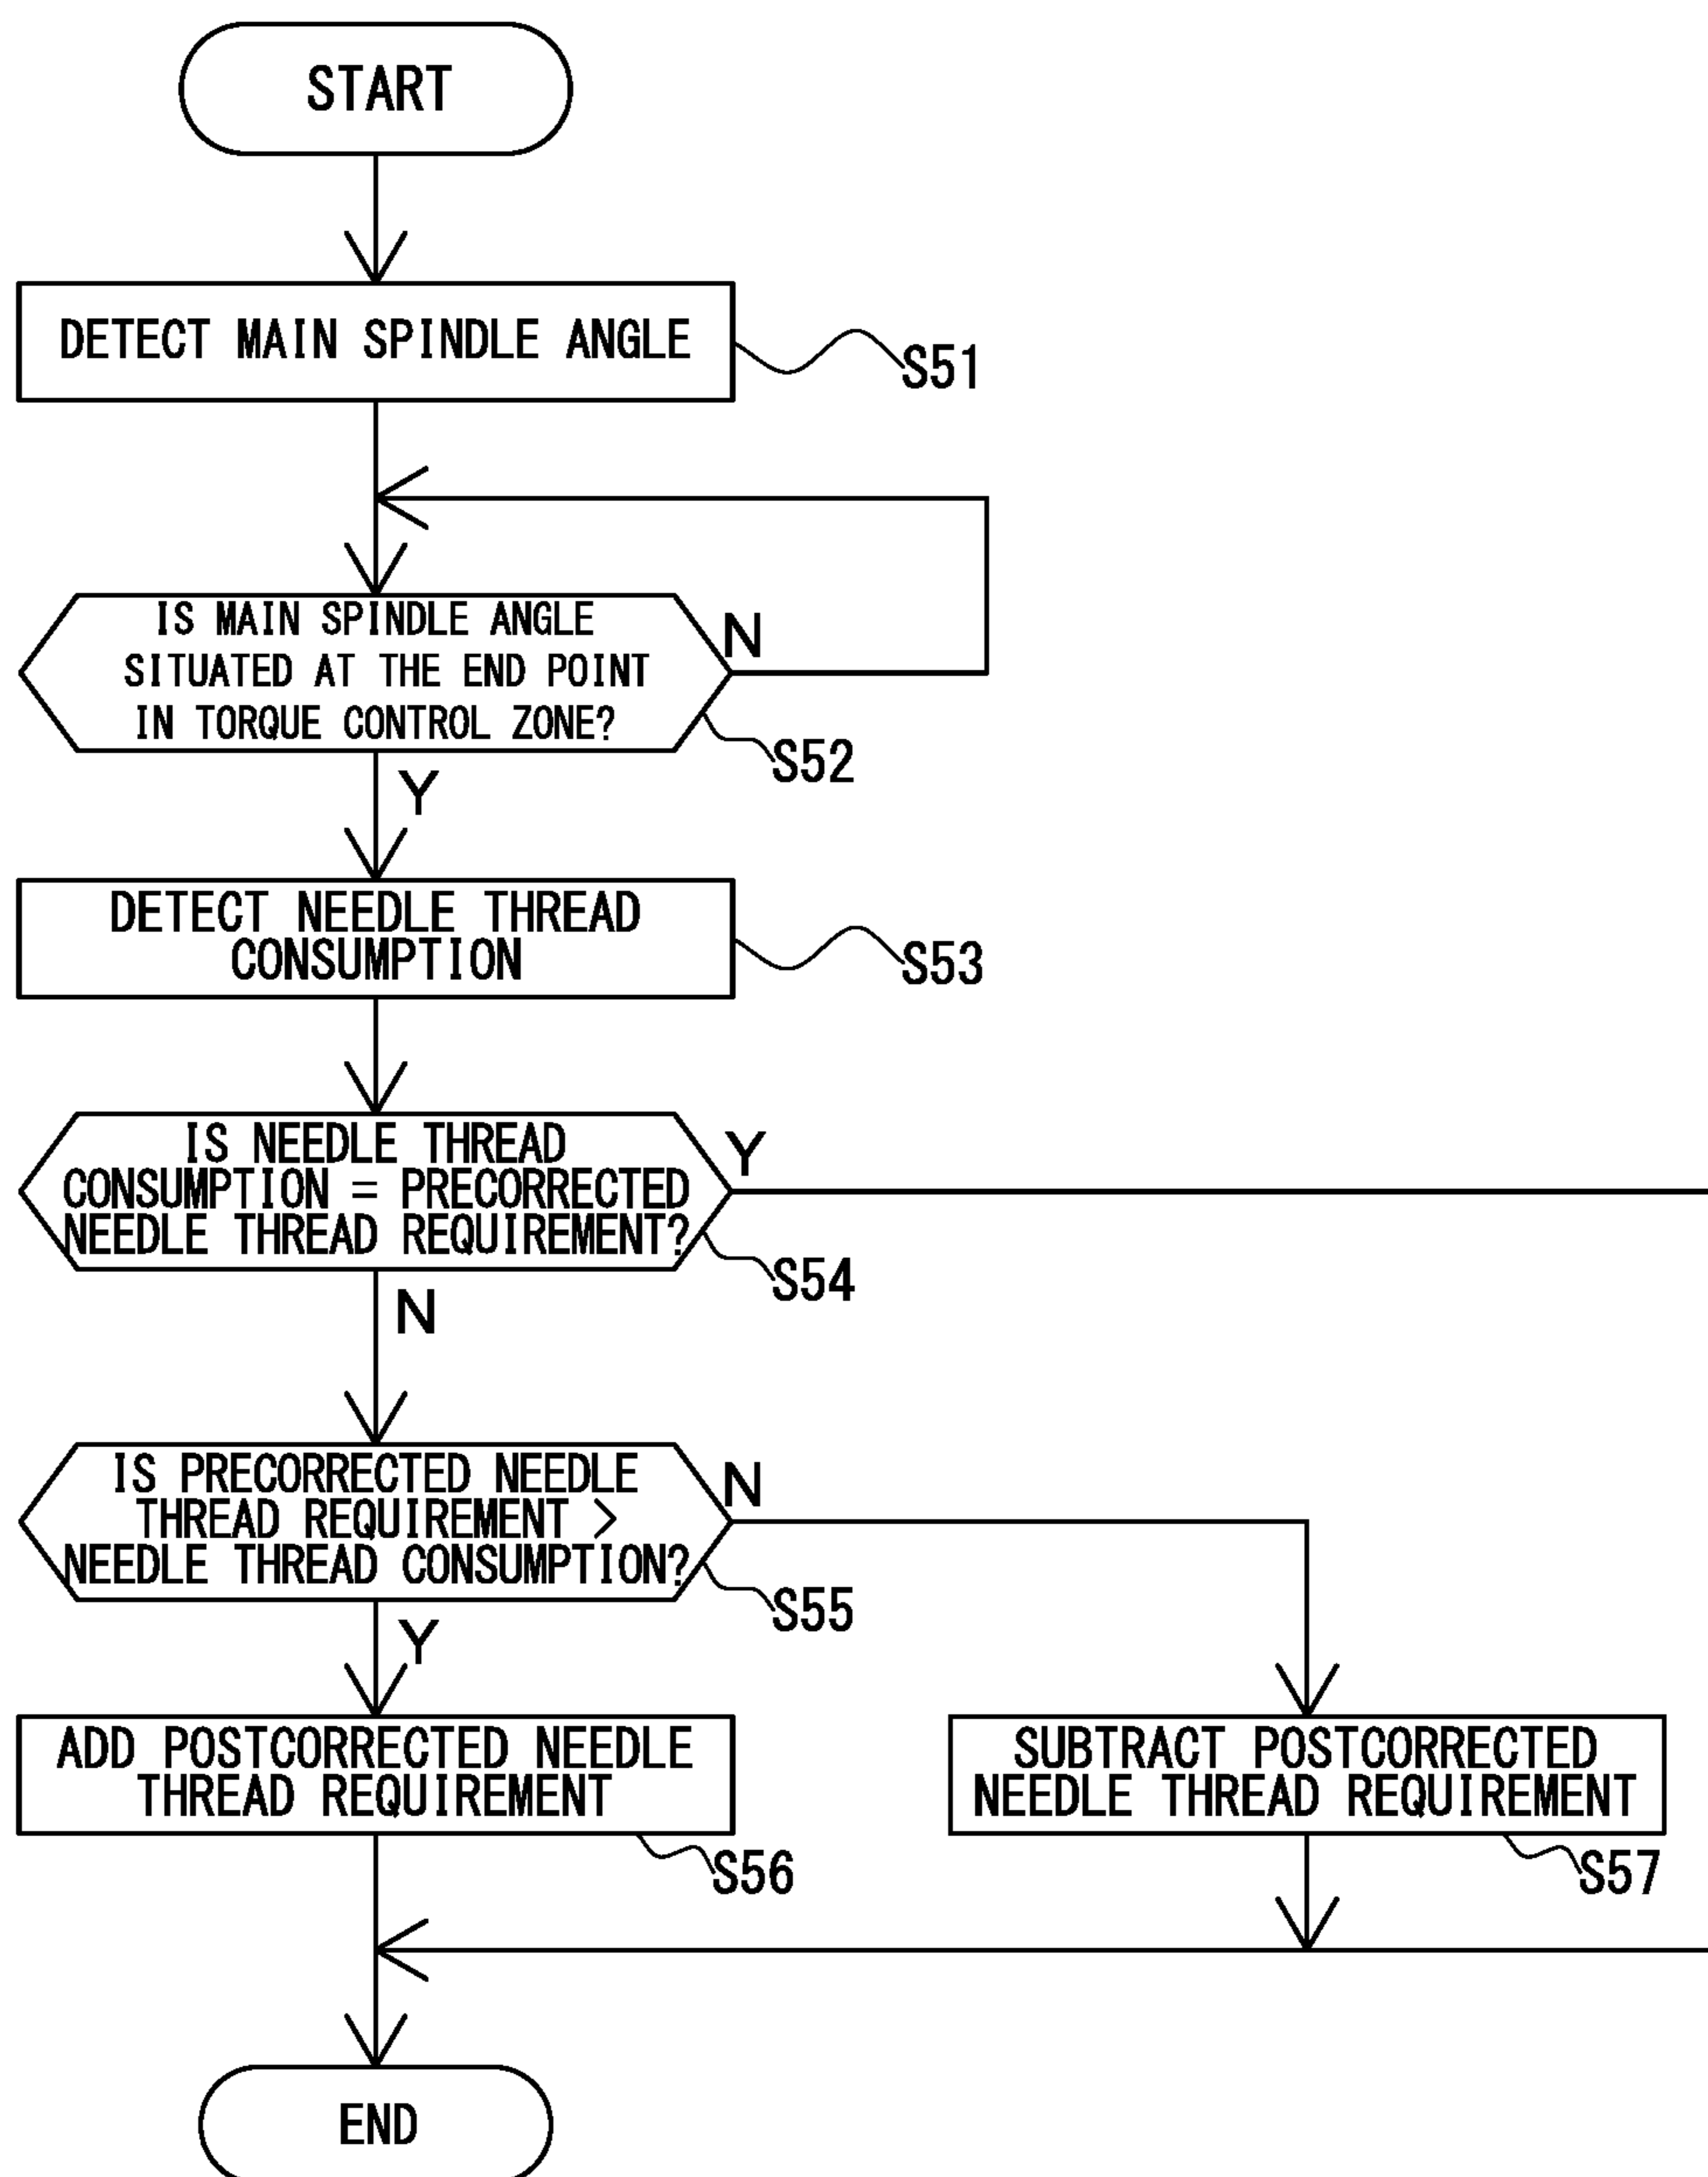 START
DETECT MAIN SPINDLE ANGLE
S51
IS MAIN SPINDLE ANGLE
SITUATED AT THE END POINT
IN TORQUE CONTROL ZONE?
N
S52
Y
DETECT NEEDLE THREAD
CONSUMPTION
S53
IS NEEDLE THREAD
CONSUMPTION = PRECORRECTED
NEEDLE THREAD REQUIREMENT?
Y
S54
N
IS PRECORRECTED NEEDLE
THREAD REQUIREMENT >
NEEDLE THREAD CONSUMPTION?
N
S55
Y
ADD POSTCORRECTED NEEDLE
THREAD REQUIREMENT
S56
SUBTRACT POSTCORRECTED
NEEDLE THREAD REQUIREMENT
S57
END